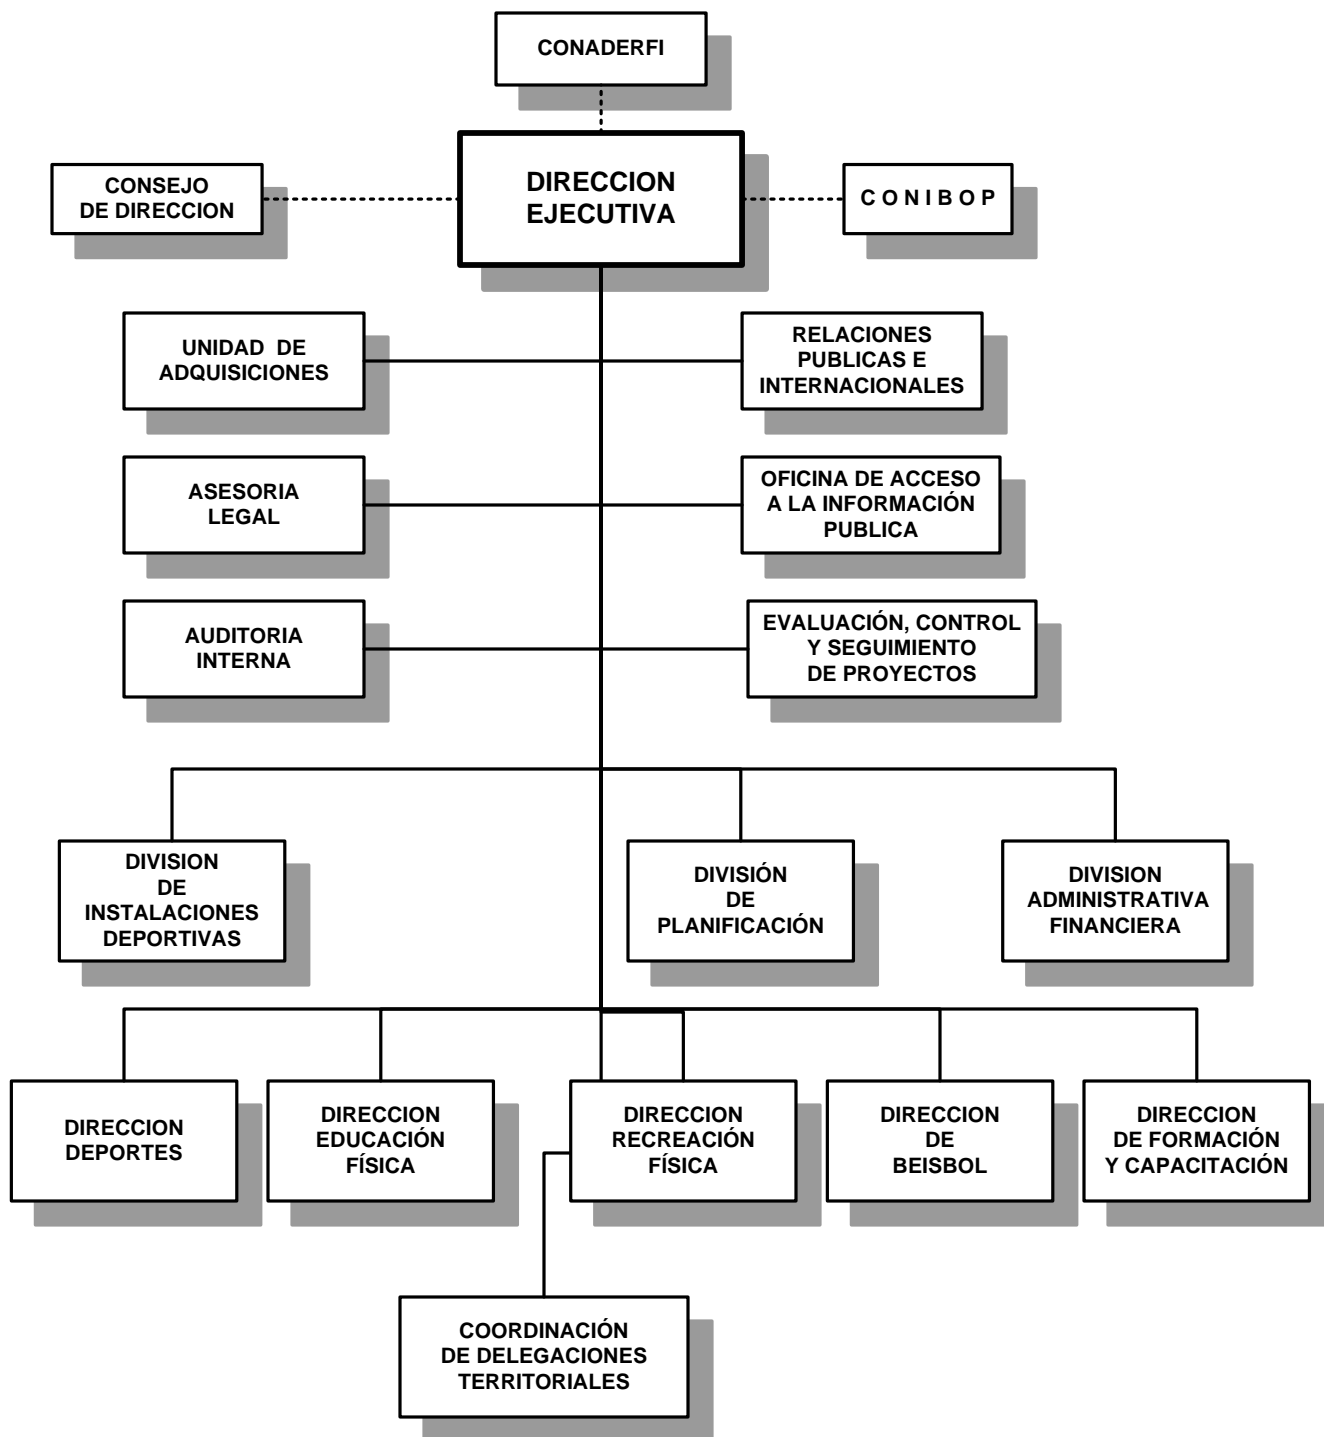 CONADERFI
CONSEJO
DE DIRECCION
DIRECCION
EJECUTIVA
C O N I B O P
UNIDAD DE
ADQUISICIONES
RELACIONES
PUBLICAS E
INTERNACIONALES
ASESORIA
LEGAL
OFICINA DE ACCESO
A LA INFORMACIÓN
PUBLICA
AUDITORIA
INTERNA
EVALUACIÓN, CONTROL
Y SEGUIMIENTO
DE PROYECTOS
DIVISION
DE
INSTALACIONES
DEPORTIVAS
DIVISIÓN
DE
PLANIFICACIÓN
DIVISION
ADMINISTRATIVA
FINANCIERA
DIRECCION
DEPORTES
DIRECCION
EDUCACIÓN
FÍSICA
DIRECCION
RECREACIÓN
FÍSICA
DIRECCION
DE
BEISBOL
DIRECCION
DE FORMACIÓN
Y CAPACITACIÓN
COORDINACIÓN
DE DELEGACIONES
TERRITORIALES